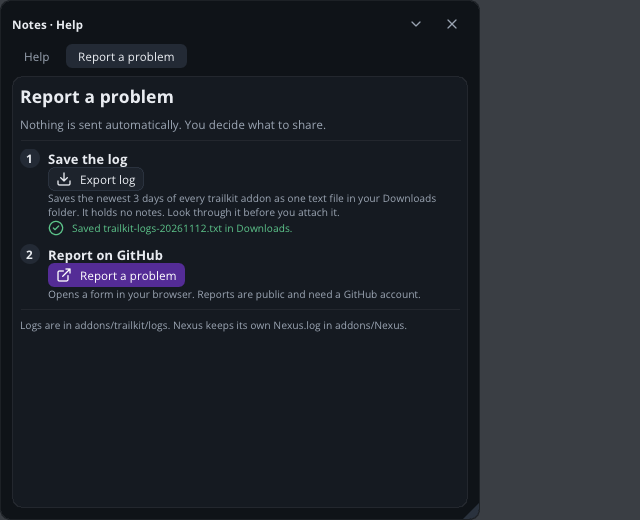 Notes · Help
Help
Report a problem
Report a problem
Nothing is sent automatically. You decide what to share.
1
Save the log
Export log
Saves the newest 3 days of every trailkit addon as one text file in your Downloads
folder. It holds no notes. Look through it before you attach it.
Saved trailkit-logs-20261112.txt in Downloads.
2
Report on GitHub
Report a problem
Opens a form in your browser. Reports are public and need a GitHub account.
Logs are in addons/trailkit/logs. Nexus keeps its own Nexus.log in addons/Nexus.